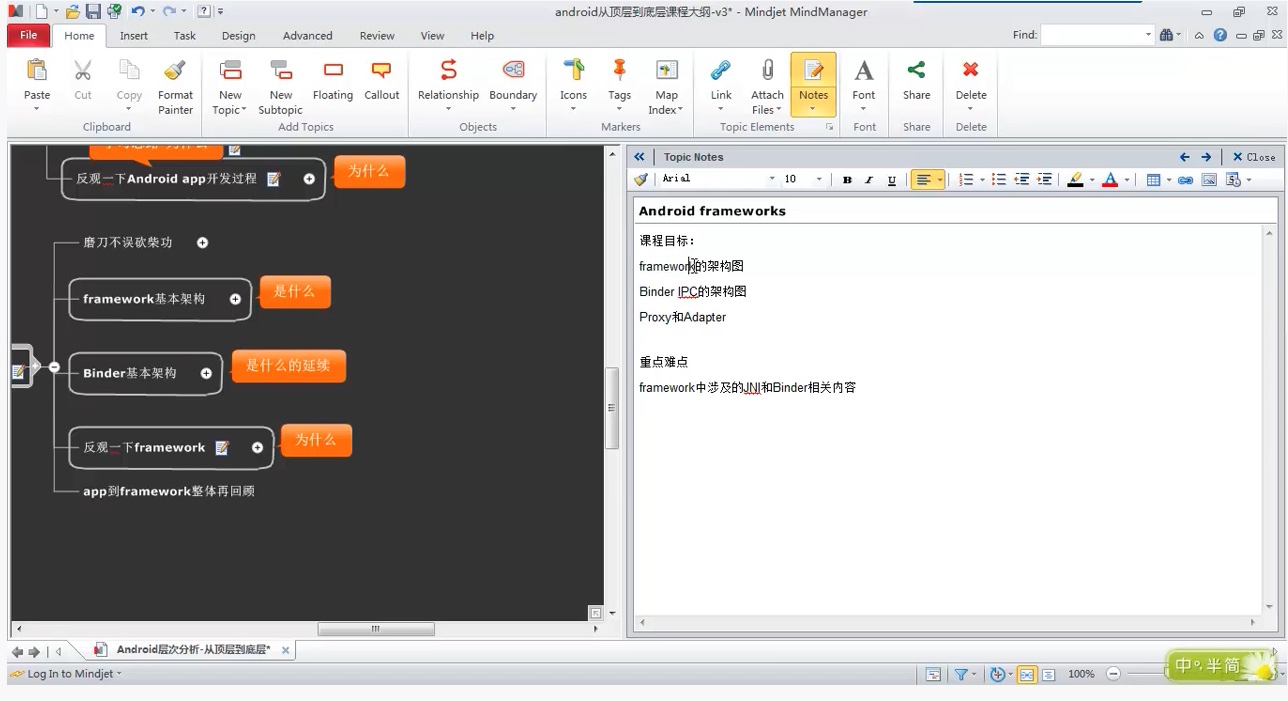 android从顶层到底层课程大纲-v3* - Mindjet MindManager
File Home Insert Task Design Advanced Review View Help Find:
Paste Cut Copy Format Painter New Topic New Subtopic Floating Callout Relationship Boundary Icons Tags Map Index Link Attach Files Notes Font Share Delete
Clipboard Add Topics Objects Markers Topic Elements Font Share Delete
反观一下Android app开发过程
为什么
磨刀不误砍柴功
framework基本架构
是什么
Binder基本架构
是什么的延续
反观一下framework
为什么
app到framework整体再回顾
Topic Notes Close
Arial 10 B I U
Android frameworks
课程目标：
framework的架构图
Binder IPC的架构图
Proxy和Adapter
重点难点
framework中涉及的JNI和Binder相关内容
Android层次分析-从顶层到底层*
Log In to Mindjet
100%
中 半 简